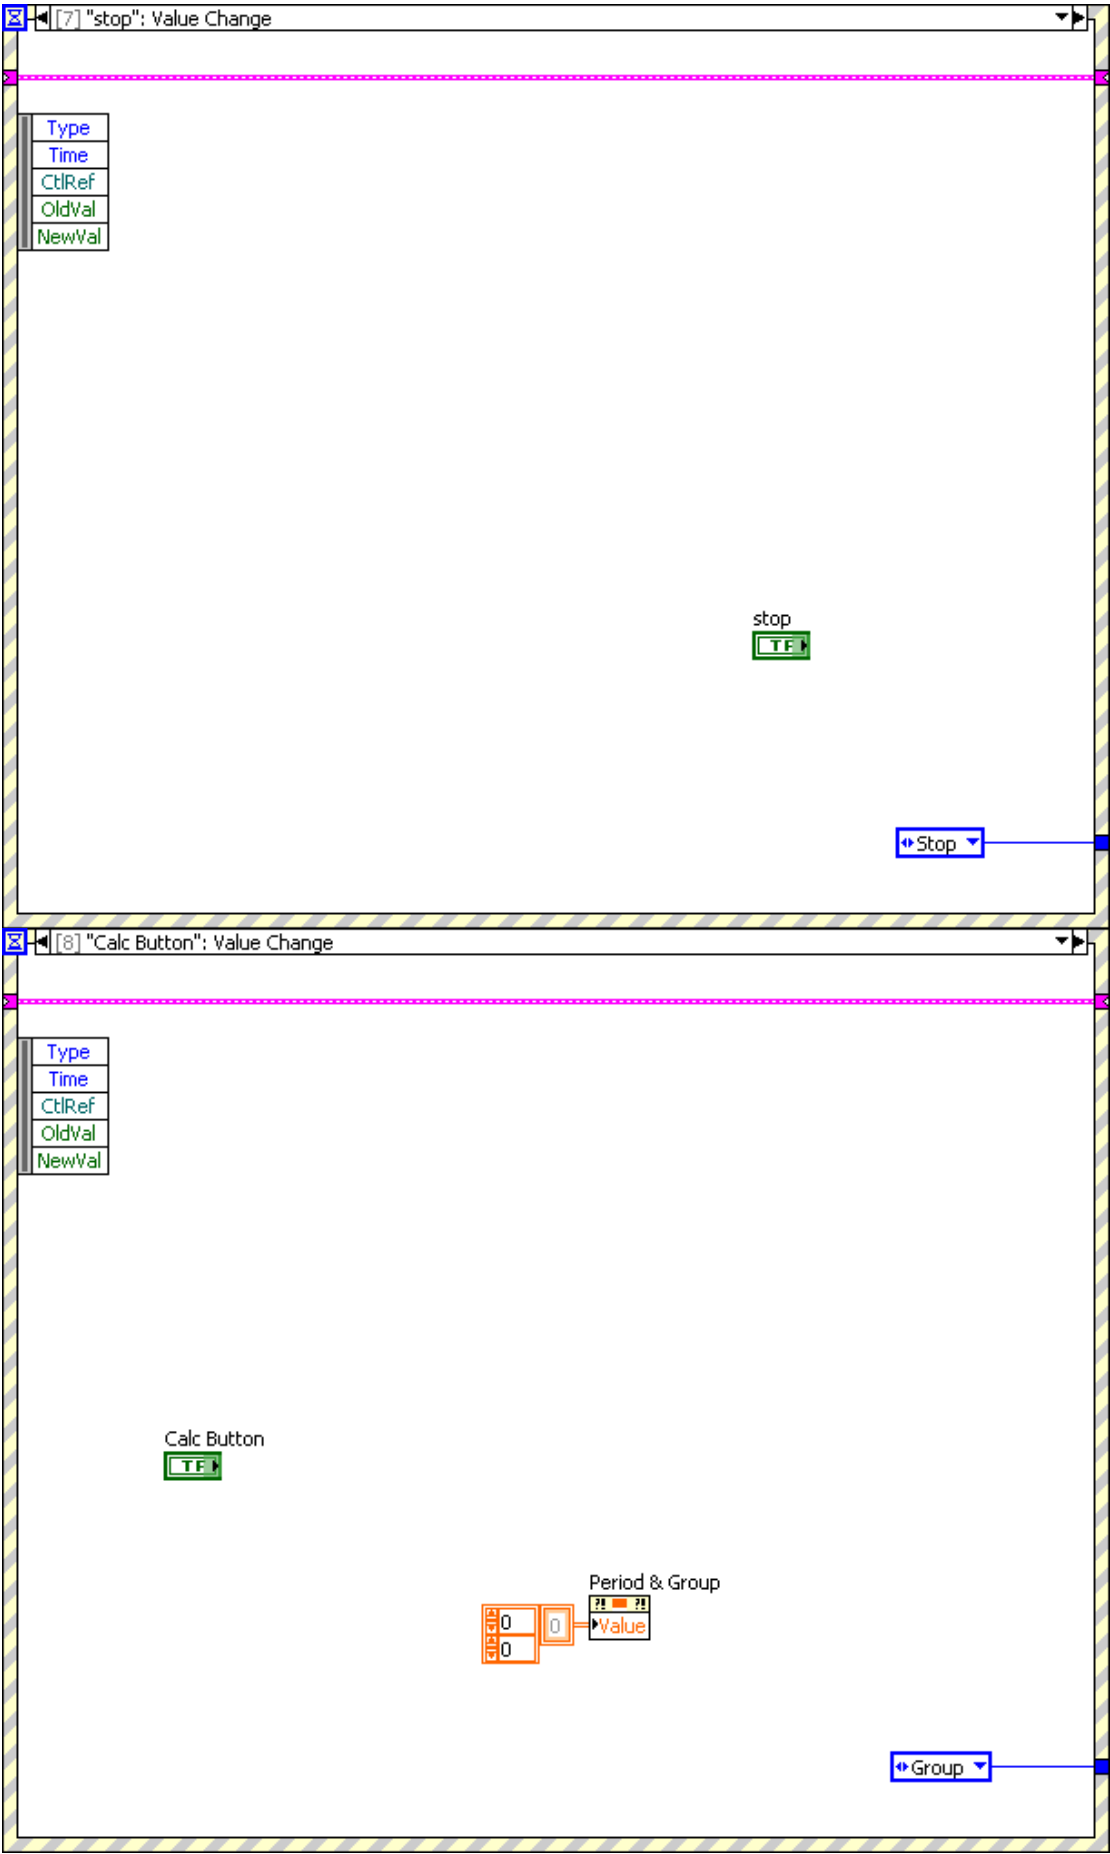 [7] "stop": Value Change
Type
Time
CtlRef
OldVal
NewVal
stop
TF
Stop
[8] "Calc Button": Value Change
Type
Time
CtlRef
OldVal
NewVal
Calc Button
TF
Period & Group
?! ?!
0 0 Value
0
Group